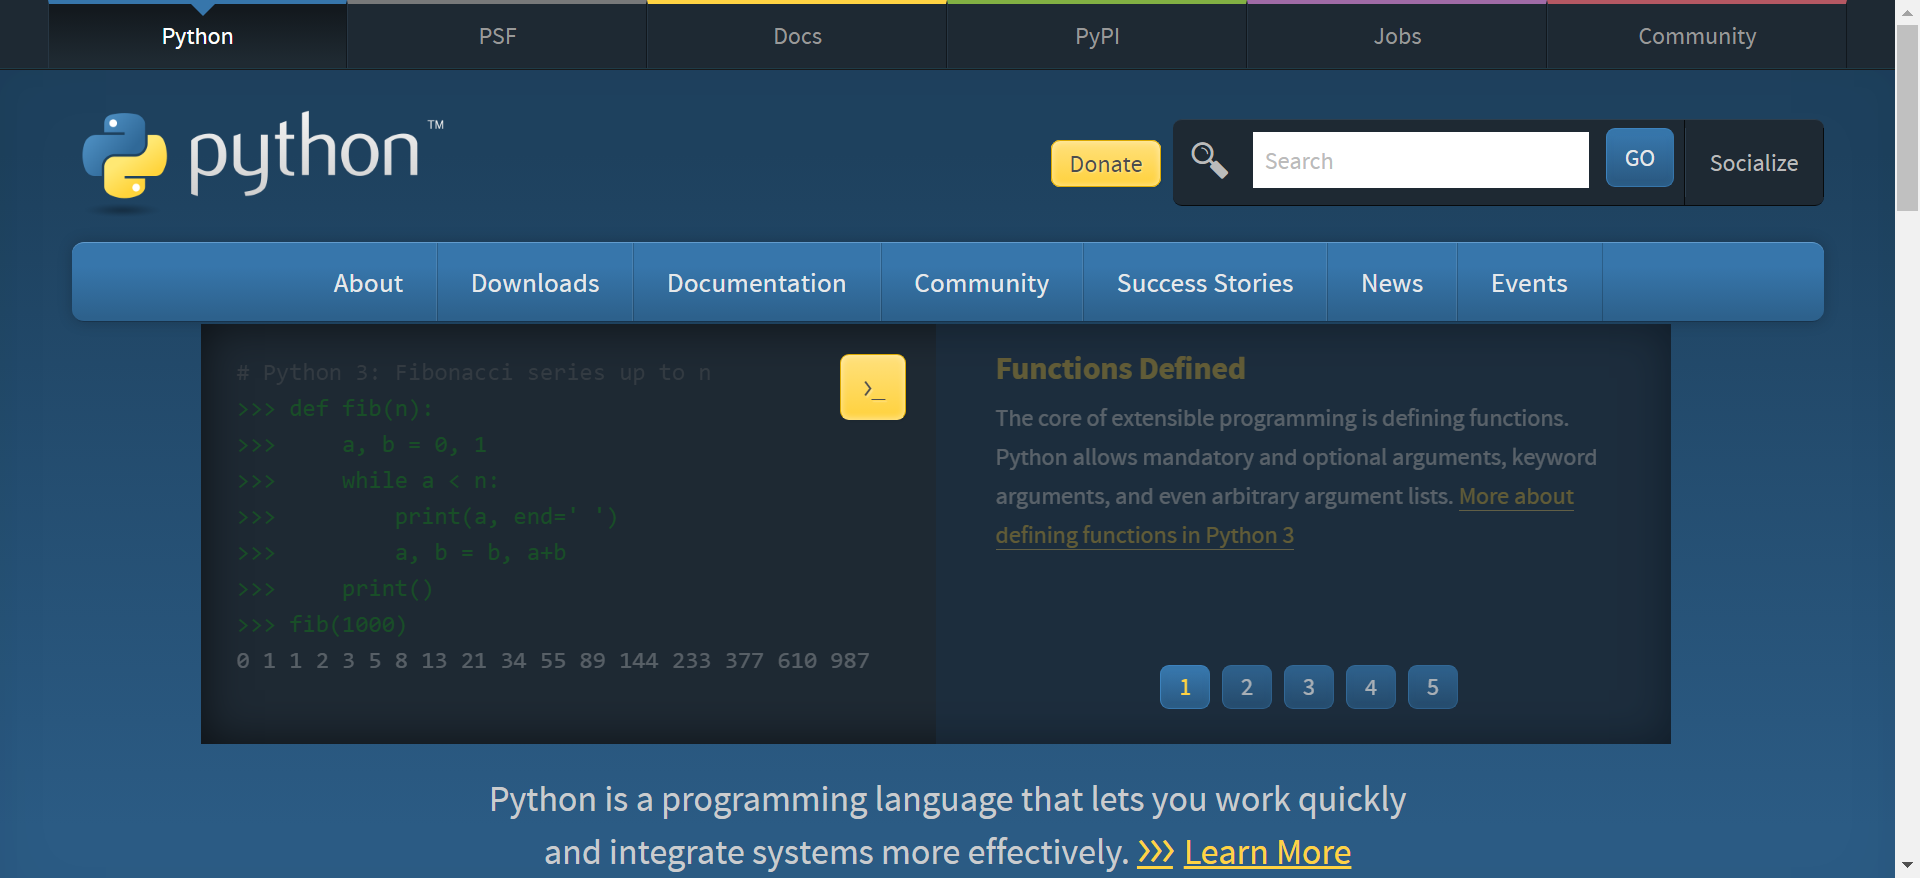 Python
PSF
Docs
PyPI
Jobs
Community
python™
Donate
Search
GO
Socialize
About
Downloads
Documentation
Community
Success Stories
News
Events
# Python 3: Fibonacci series up to n
>>> def fib(n):
>>>     a, b = 0, 1
>>>     while a < n:
>>>         print(a, end=' ')
>>>         a, b = b, a+b
>>>     print()
>>> fib(1000)
0 1 1 2 3 5 8 13 21 34 55 89 144 233 377 610 987
>_
Functions Defined
The core of extensible programming is defining functions.
Python allows mandatory and optional arguments, keyword
arguments, and even arbitrary argument lists. More about
defining functions in Python 3
1
2
3
4
5
Python is a programming language that lets you work quickly
and integrate systems more effectively. >>> Learn More